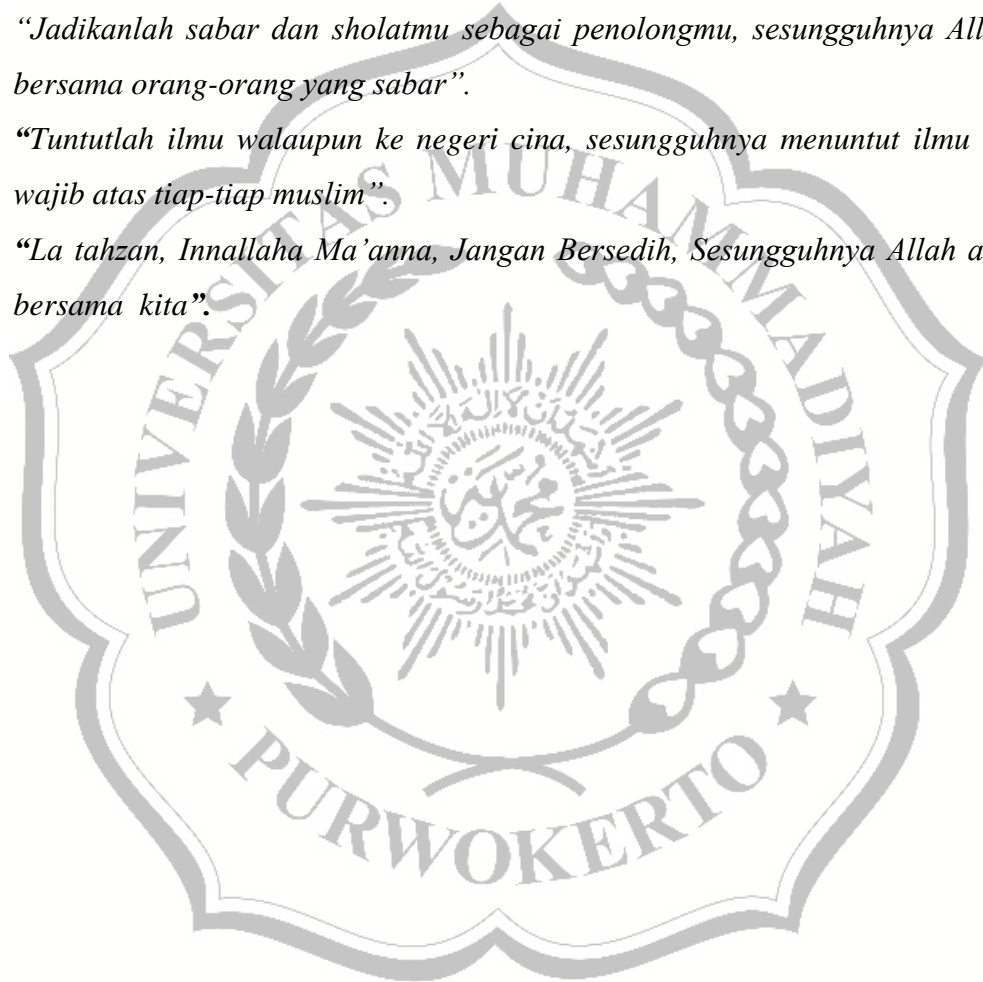 “Jadikanlah sabar dan sholatmu sebagai penolongmu, sesungguhnya
bersama orang-orang yang sabar”.
“Tuntutlah ilmu walaupun ke negeri cina, sesungguhnya menuntut ilmu
wajib atas tiap-tiap muslim”.
“La tahzan, Innallaha Ma’anna, Jangan Bersedih, Sesungguhnya Allah
bersama kita”.
UNIVERSITAS MUHAMMADIYAH
PURWOKERTO